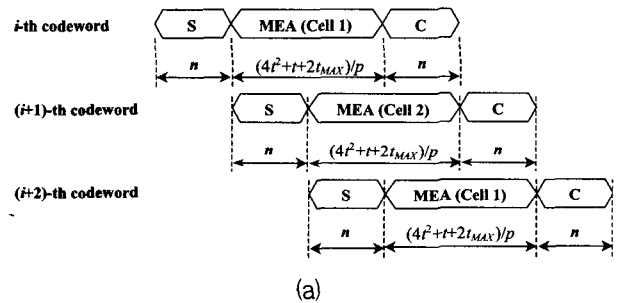 i-th codeword S MEA (Cell 1) C
n (4t²+t+2t_MAX)/p n
(i+1)-th codeword S MEA (Cell 2) C
n (4t²+t+2t_MAX)/p n
(i+2)-th codeword S MEA (Cell 1) C
n (4t²+t+2t_MAX)/p n
(a)